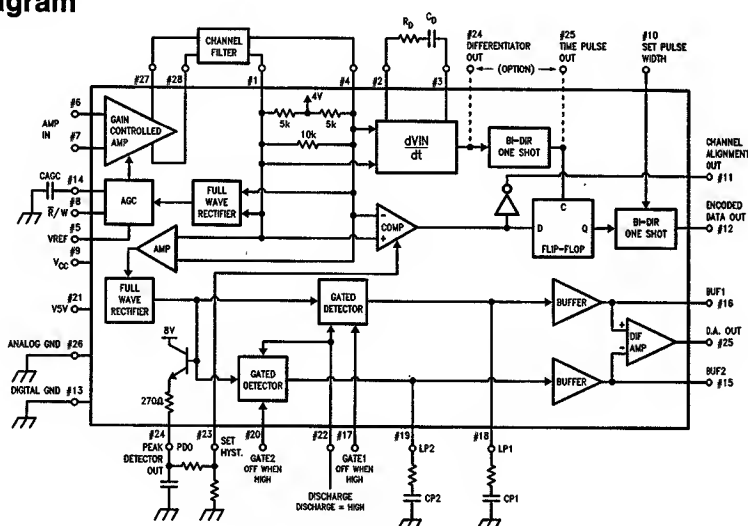 agram
CHANNEL
FILTER
RD
CD
#24
DIFFERENTIATOR
OUT
(OPTION)
#25
TIME PULSE
OUT
#10
SET PULSE
WIDTH
#27
#28
#1
#4
#2
#3
#6
AMP
IN
#7
GAIN
CONTROLLED
AMP
4V
5k
5k
10k
dVIN
dt
BI-DIR
ONE SHOT
CHANNEL
ALIGNMENT
OUT
#11
CAGC
#14
#8
R̅/W
AGC
FULL
WAVE
RECTIFIER
#5
VREF
#9
VCC
AMP
-
+
COMP
C
D
Q
FLIP-FLOP
BI-DIR
ONE SHOT
ENCODED
DATA OUT
#12
#21
V5V
FULL
WAVE
RECTIFIER
GATED
DETECTOR
BUFFER
BUF1
#16
ANALOG GND #26
8V
GATED
DETECTOR
+
-
DIF
AMP
D.A. OUT
#25
BUFFER
BUF2
#15
DIGITAL GND #13
270Ω
#24
PEAK
DETECTOR
OUT
PDO
#23
SET
HYST.
#20
GATE2
OFF WHEN
HIGH
#22
DISCHARGE
DISCHARGE = HIGH
#17
GATE1
OFF WHEN
HIGH
#19
LP2
CP2
#18
LP1
CP1